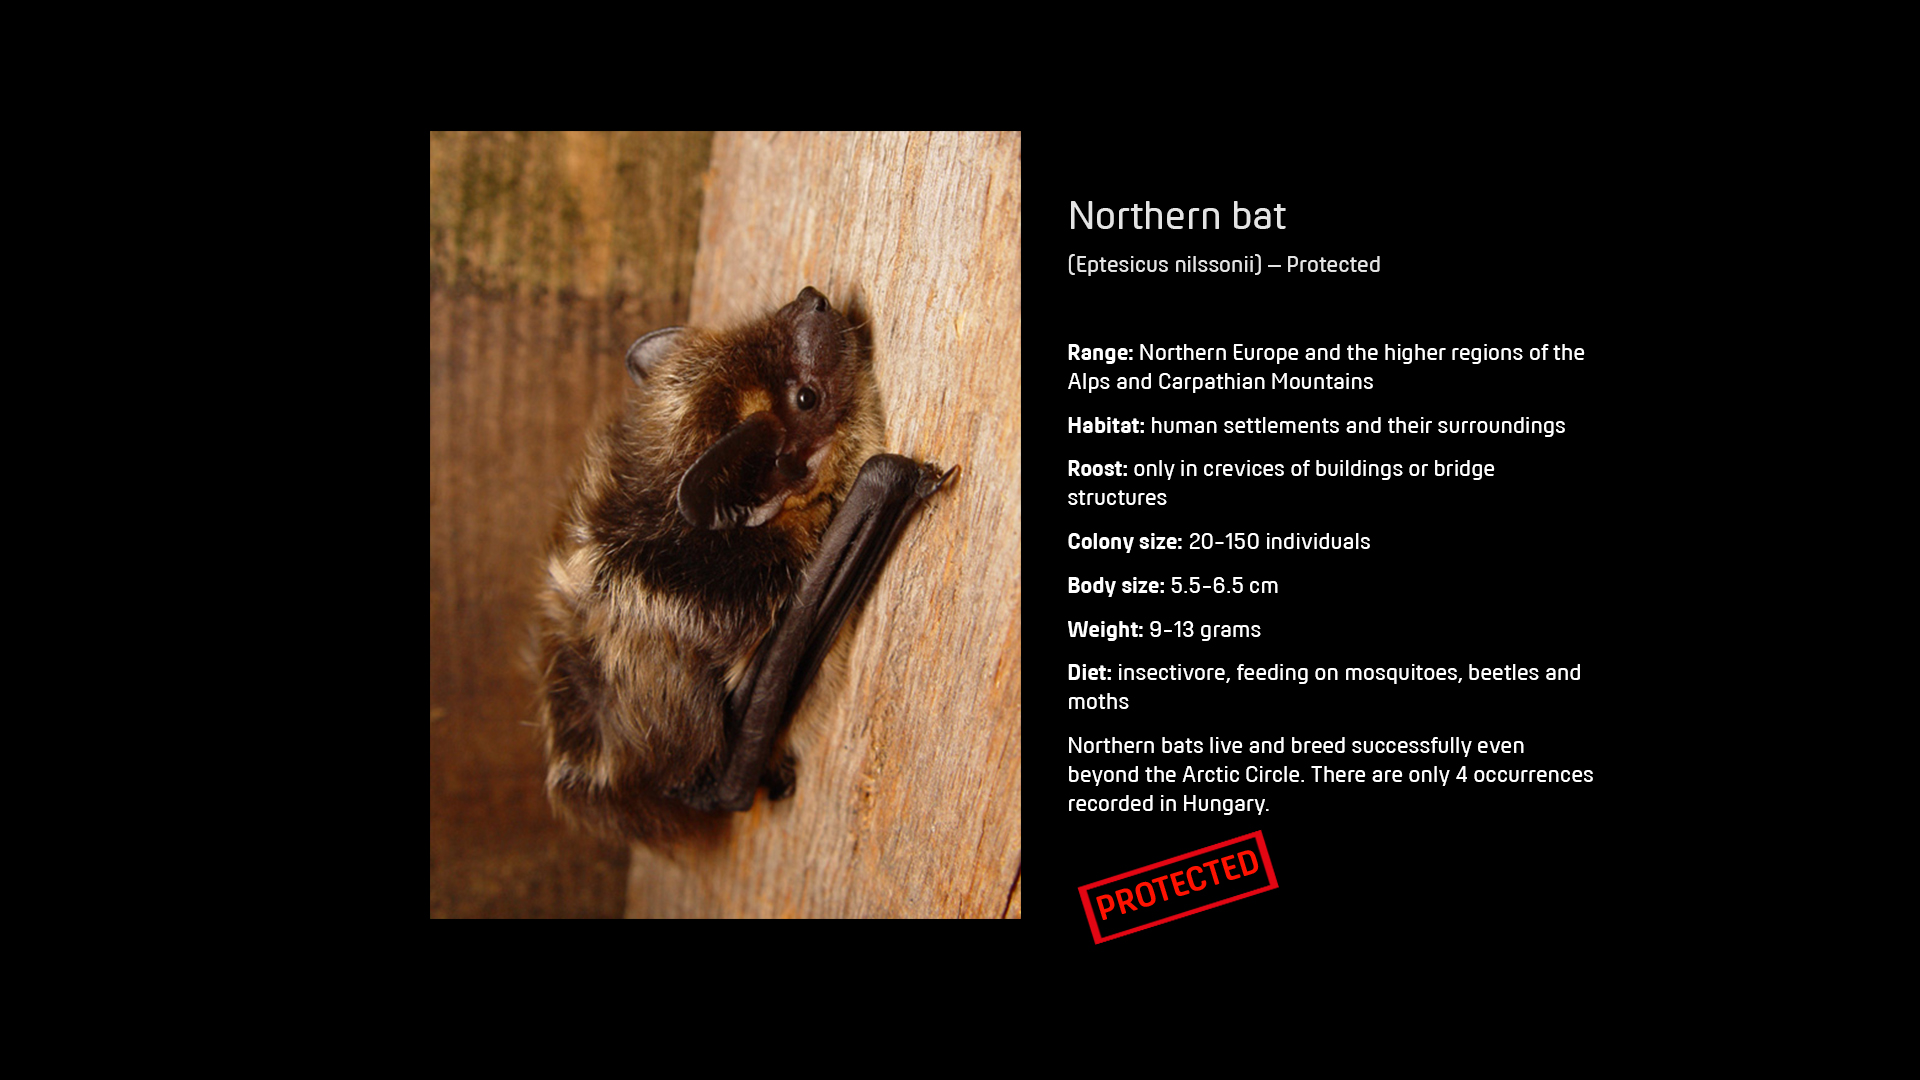 Northern bat
(Eptesicus nilssonii) – Protected
Range: Northern Europe and the higher regions of the
Alps and Carpathian Mountains
Habitat: human settlements and their surroundings
Roost: only in crevices of buildings or bridge
structures
Colony size: 20-150 individuals
Body size: 5.5-6.5 cm
Weight: 9-13 grams
Diet: insectivore, feeding on mosquitoes, beetles and
moths
Northern bats live and breed successfully even
beyond the Arctic Circle. There are only 4 occurrences
recorded in Hungary.
PROTECTED